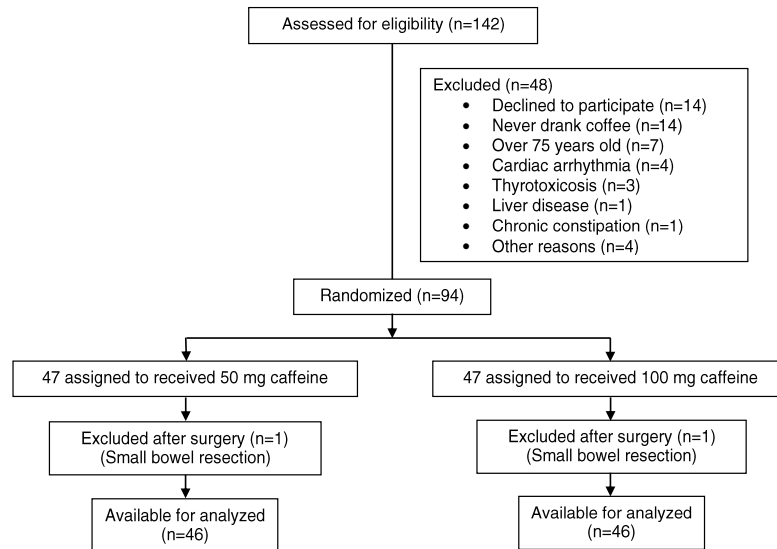 Assessed for eligibility (n=142)
Excluded (n=48)
• Declined to participate (n=14)
• Never drank coffee (n=14)
• Over 75 years old (n=7)
• Cardiac arrhythmia (n=4)
• Thyrotoxicosis (n=3)
• Liver disease (n=1)
• Chronic constipation (n=1)
• Other reasons (n=4)
Randomized (n=94)
47 assigned to received 50 mg caffeine
47 assigned to received 100 mg caffeine
Excluded after surgery (n=1)
(Small bowel resection)
Excluded after surgery (n=1)
(Small bowel resection)
Available for analyzed
(n=46)
Available for analyzed
(n=46)